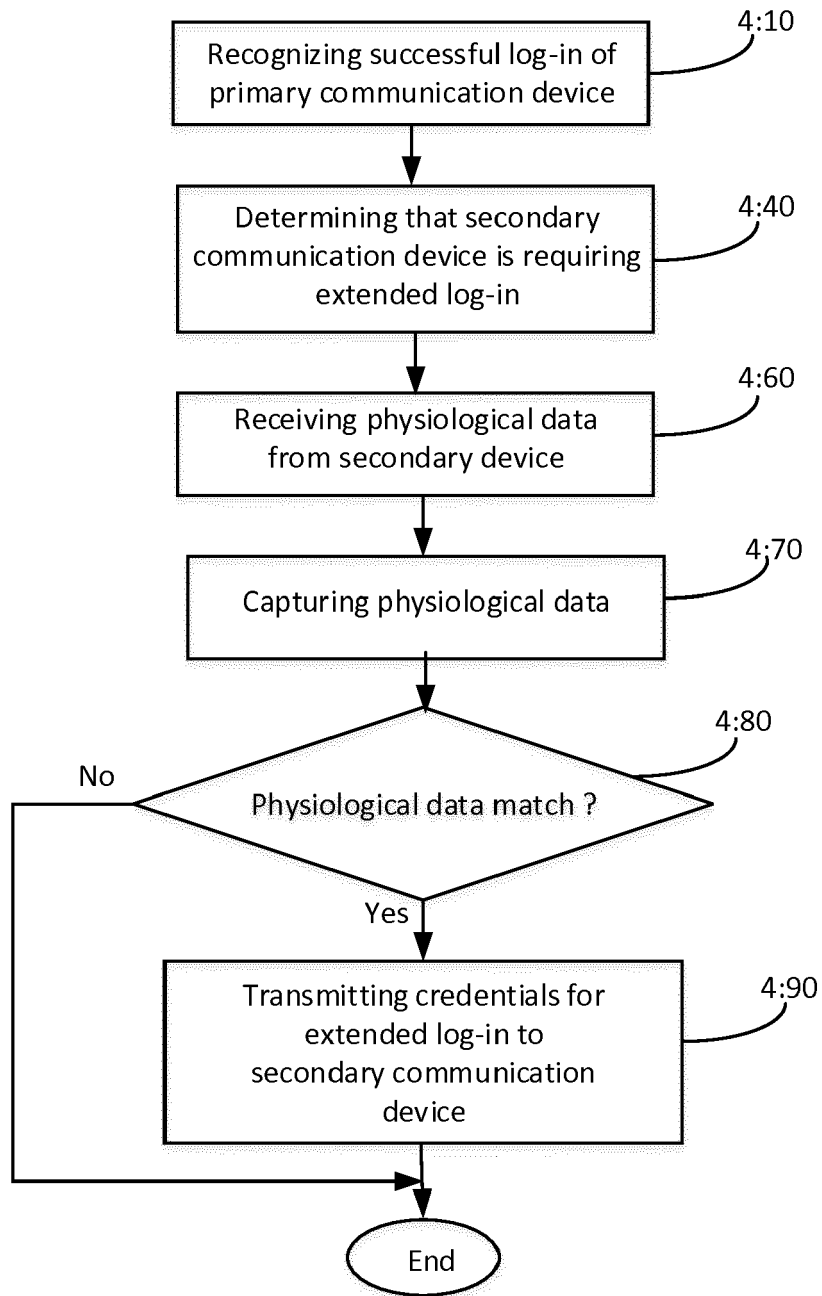 4:10
Recognizing successful log-in of
primary communication device
4:40
Determining that secondary
communication device is requiring
extended log-in
4:60
Receiving physiological data
from secondary device
4:70
Capturing physiological data
4:80
No
Physiological data match ?
Yes
4:90
Transmitting credentials for
extended log-in to
secondary communication
device
End